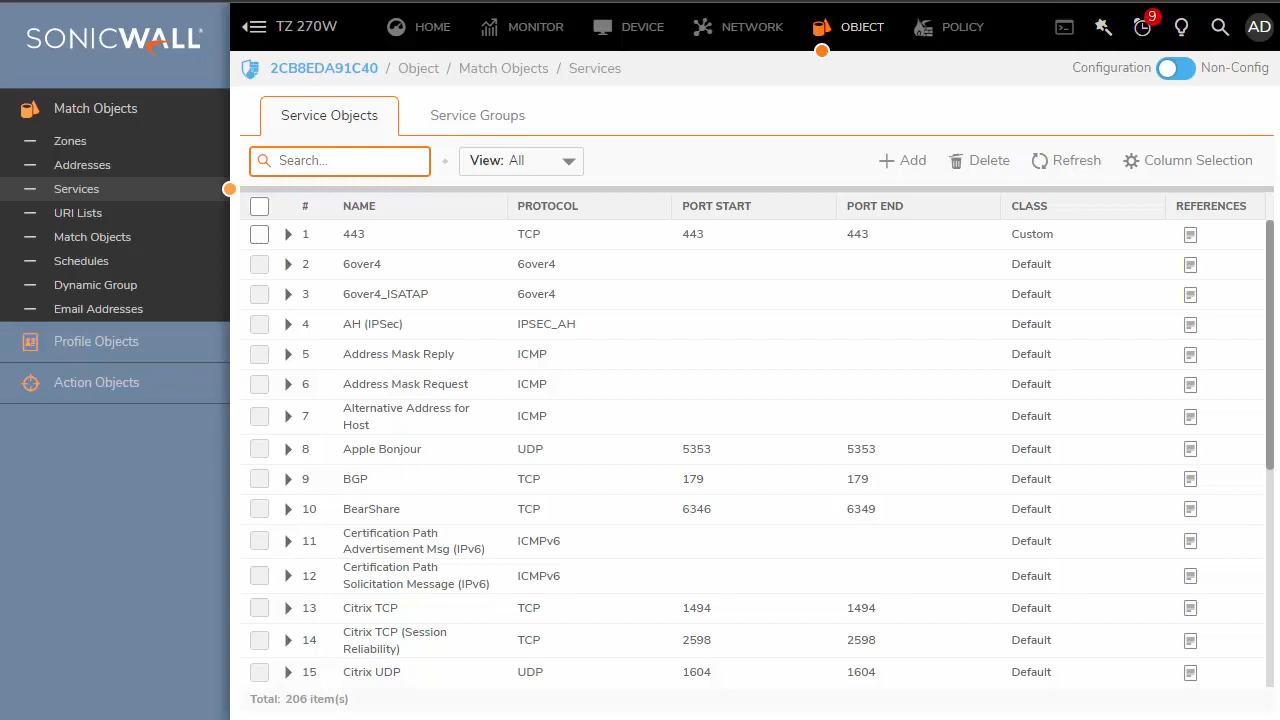 SONICWALL
TZ 270W
HOME
MONITOR
DEVICE
NETWORK
OBJECT
POLICY
9
AD
2CB8EDA91C40 / Object / Match Objects / Services
Configuration
Non-Config
Match Objects
Zones
Addresses
Services
URI Lists
Match Objects
Schedules
Dynamic Group
Email Addresses
Profile Objects
Action Objects
Service Objects
Service Groups
Search...
View: All
Add
Delete
Refresh
Column Selection
# NAME PROTOCOL PORT START PORT END CLASS REFERENCES
1 443 TCP 443 443 Custom
2 6over4 6over4 Default
3 6over4_ISATAP 6over4 Default
4 AH (IPSec) IPSEC_AH Default
5 Address Mask Reply ICMP Default
6 Address Mask Request ICMP Default
7 Alternative Address for
Host ICMP Default
8 Apple Bonjour UDP 5353 5353 Default
9 BGP TCP 179 179 Default
10 BearShare TCP 6346 6349 Default
11 Certification Path
Advertisement Msg (IPv6) ICMPv6 Default
12 Certification Path
Solicitation Message (IPv6) ICMPv6 Default
13 Citrix TCP TCP 1494 1494 Default
14 Citrix TCP (Session
Reliability) TCP 2598 2598 Default
15 Citrix UDP UDP 1604 1604 Default
Total: 206 item(s)